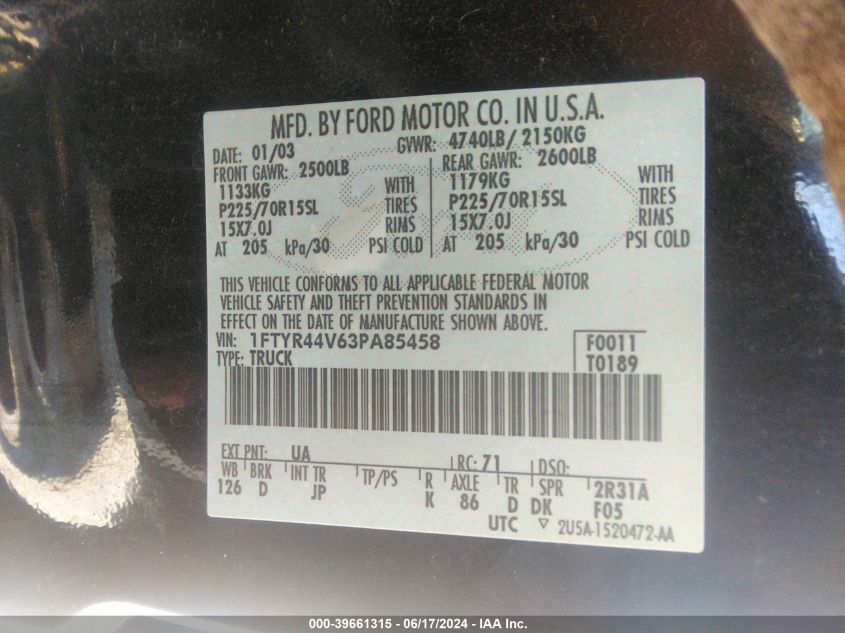 MFD. BY FORD MOTOR CO. IN U.S.A.
DATE: 01/03 GVWR: 4740LB/ 2150KG
FRONT GAWR: 2500LB REAR GAWR: 2600LB
1133KG WITH 1179KG WITH
P225/70R15SL TIRES P225/70R15SL TIRES
15X7.0J RIMS 15X7.0J RIMS
AT 205 kPa/30 PSI COLD AT 205 kPa/30 PSI COLD
THIS VEHICLE CONFORMS TO ALL APPLICABLE FEDERAL MOTOR
VEHICLE SAFETY AND THEFT PREVENTION STANDARDS IN
EFFECT ON THE DATE OF MANUFACTURE SHOWN ABOVE.
VIN: 1FTYR44V63PA85458 F0011
TYPE: TRUCK T0189
EXT PNT: UA RC: 71 DSO:
WB BRK INT TR TP/PS R AXLE TR SPR 2R31A
126 D JP K 86 D DK F05
UTC ▽ 2U5A-1520472-AA
000-39661315 - 06/17/2024 - IAA Inc.